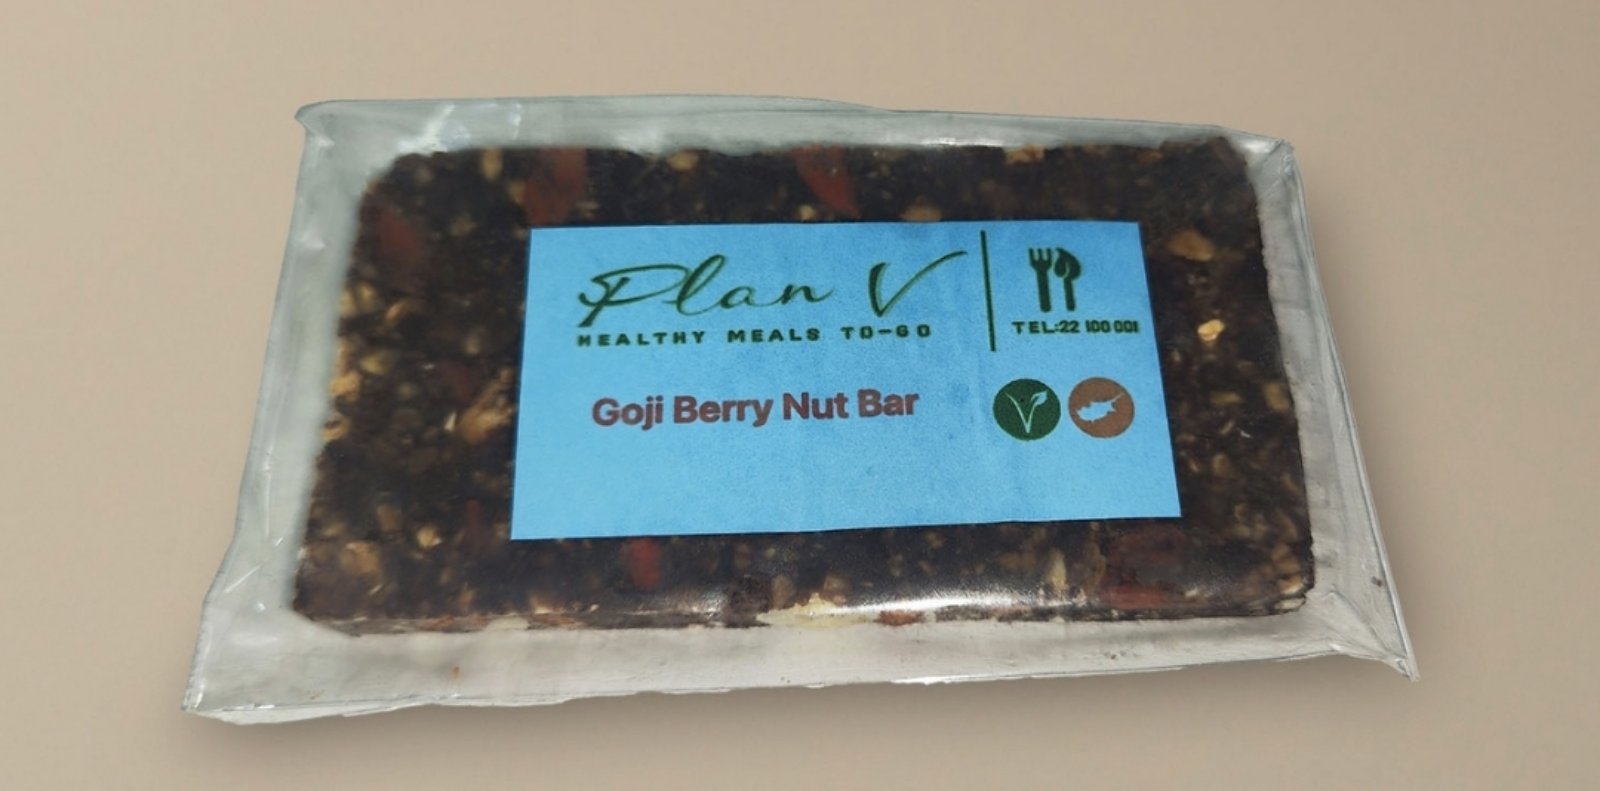 Plan V
HEALTHY MEALS TO-GO
TEL:22 100 001
Goji Berry Nut Bar
V